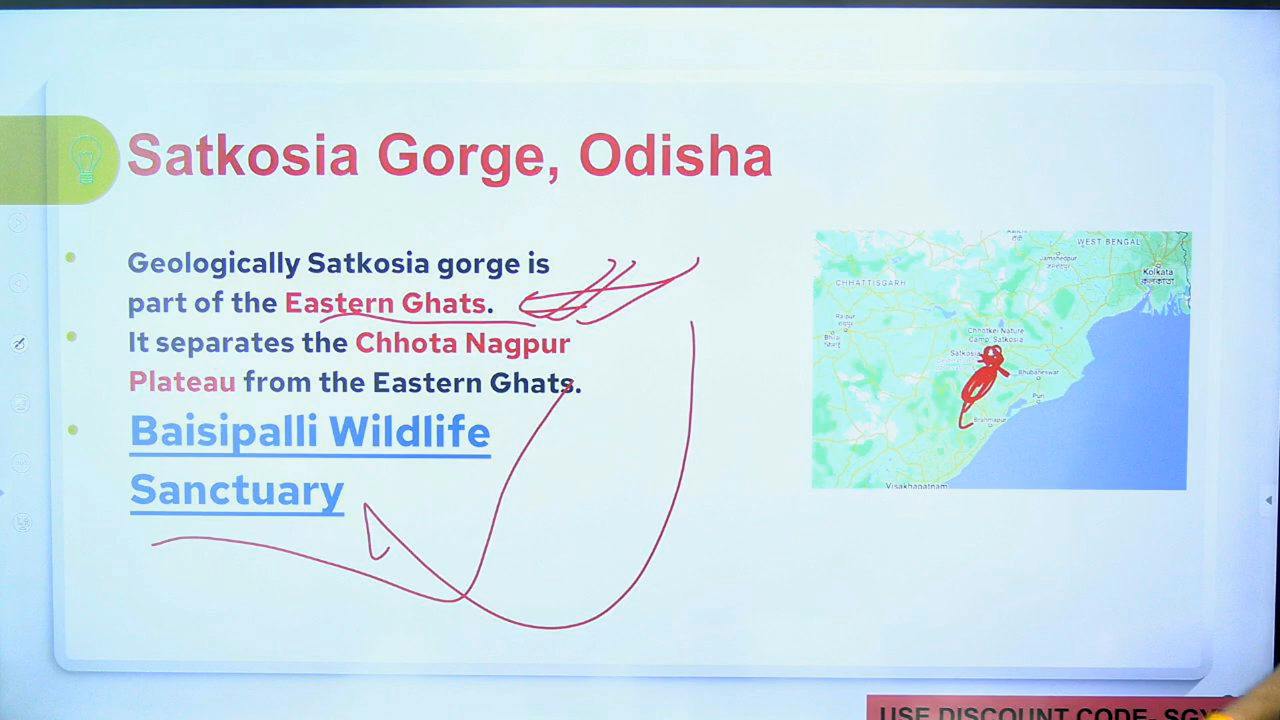 Satkosia Gorge, Odisha
Geologically Satkosia gorge is
part of the Eastern Ghats.
It separates the Chhota Nagpur
Plateau from the Eastern Ghats.
Baisipalli Wildlife
Sanctuary
WEST BENGAL
Jamshedpur
Kolkata
CHHATTISGARH
Raipur
Bhilai
Chhotkei Nature
Camp, Satkosia
Satkosia
Bhubaneswar
Puri
Brahmapur
Visakhapatnam
USE DISCOUNT CODE